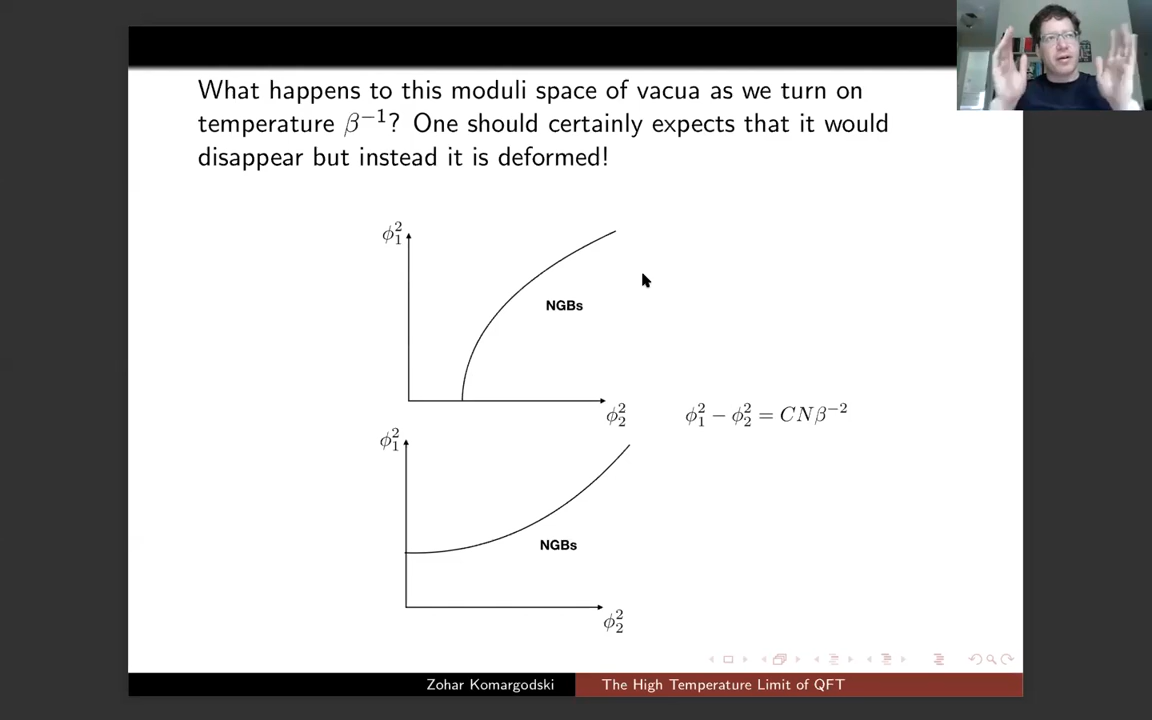 What happens to this moduli space of vacua as we turn on
temperature β⁻¹? One should certainly expects that it would
disappear but instead it is deformed!
ϕ₁²
NGBs
ϕ₂²
ϕ₁² − ϕ₂² = CNβ⁻²
ϕ₁²
NGBs
ϕ₂²
Zohar Komargodski
The High Temperature Limit of QFT